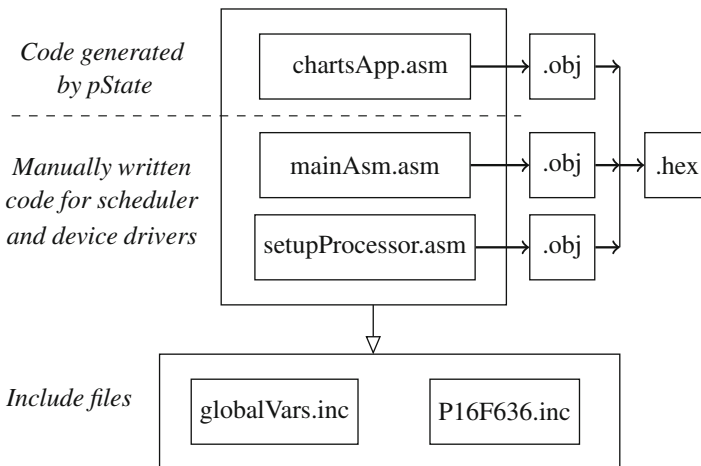 Code generated
by pState
chartsApp.asm
.obj
Manually written
code for scheduler
and device drivers
mainAsm.asm
.obj
.hex
setupProcessor.asm
.obj
Include files
globalVars.inc
P16F636.inc